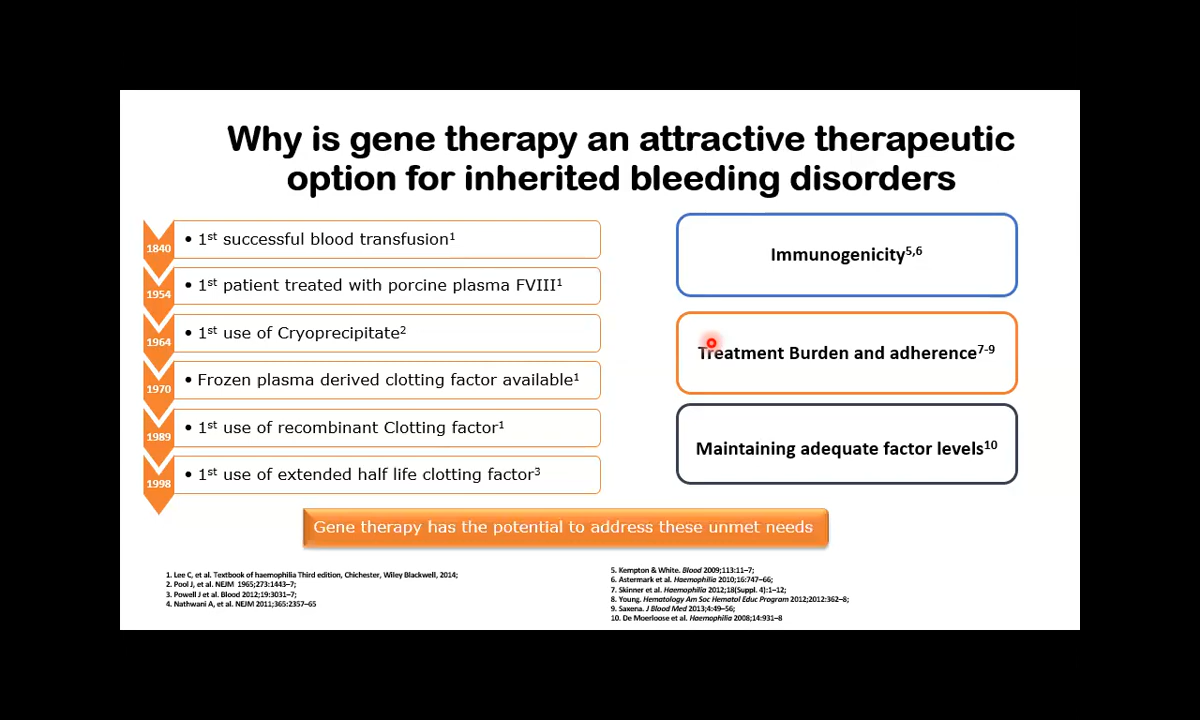 Why is gene therapy an attractive therapeutic
option for inherited bleeding disorders
1840
• 1st successful blood transfusion1
1954
• 1st patient treated with porcine plasma FVIII1
1964
• 1st use of Cryoprecipitate2
1970
• Frozen plasma derived clotting factor available1
1989
• 1st use of recombinant Clotting factor1
1998
• 1st use of extended half life clotting factor3
Immunogenicity5,6
Treatment Burden and adherence7-9
Maintaining adequate factor levels10
Gene therapy has the potential to address these unmet needs
1. Lee C, et al. Textbook of haemophilia Third edition, Chichester, Wiley Blackwell, 2014;
2. Pool J, et al. NEJM 1965;273:1443–7;
3. Powell J et al. Blood 2012;19:3031–7;
4. Nathwani A, et al. NEJM 2011;365:2357–65
5. Kempton & White. Blood 2009;113:11–7;
6. Astermark et al. Haemophilia 2010;16:747–66;
7. Skinner et al. Haemophilia 2012;18(Suppl. 4):1–12;
8. Young. Hematology Am Soc Hematol Educ Program 2012;2012:362–8;
9. Saxena. J Blood Med 2013;4:49–56;
10. De Moerloose et al. Haemophilia 2008;14:931–8